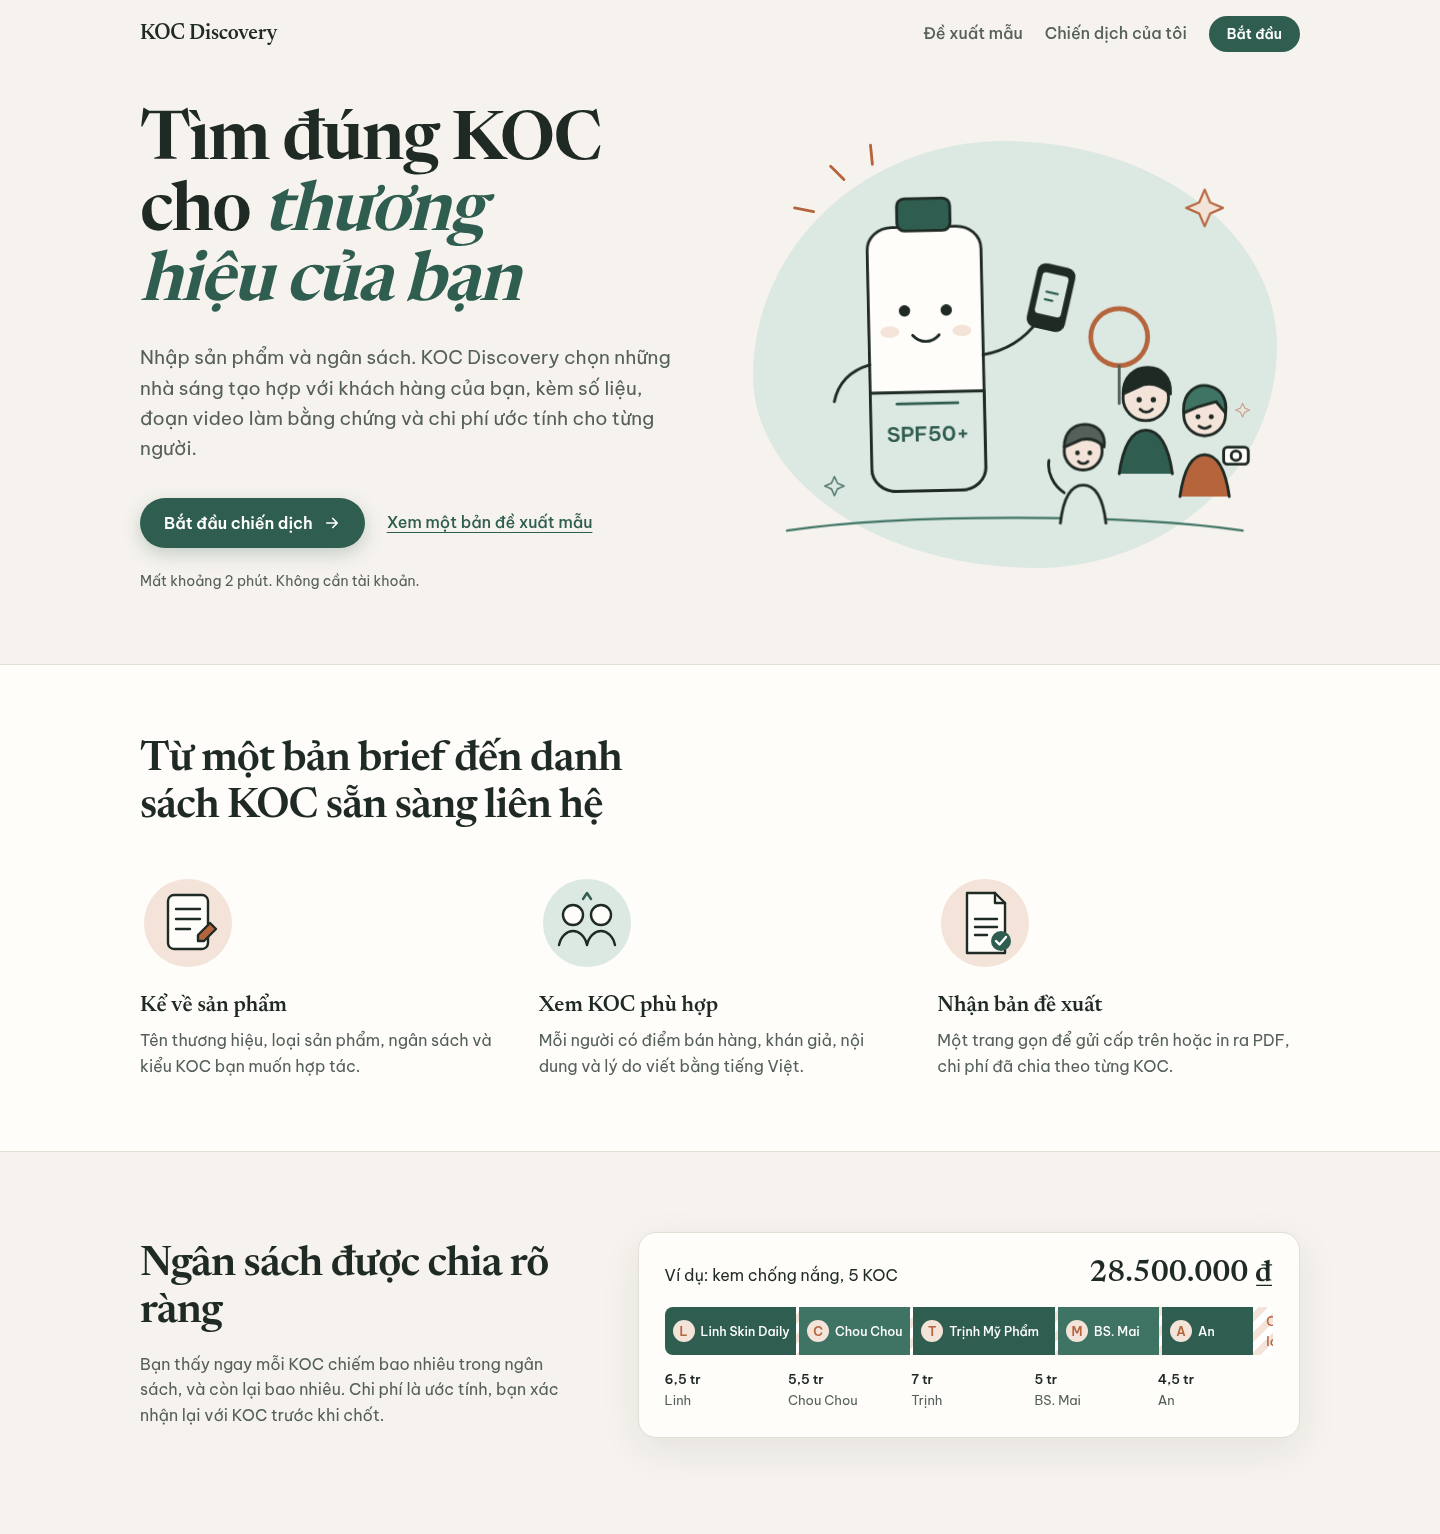 KOC Discovery
Đề xuất mẫu
Chiến dịch của tôi
Bắt đầu
Tìm đúng KOC
cho thương
hiệu của bạn
Nhập sản phẩm và ngân sách. KOC Discovery chọn những
nhà sáng tạo hợp với khách hàng của bạn, kèm số liệu,
đoạn video làm bằng chứng và chi phí ước tính cho từng
người.
Bắt đầu chiến dịch →
Xem một bản đề xuất mẫu
Mất khoảng 2 phút. Không cần tài khoản.
SPF50+
Từ một bản brief đến danh
sách KOC sẵn sàng liên hệ
Kể về sản phẩm
Tên thương hiệu, loại sản phẩm, ngân sách và
kiểu KOC bạn muốn hợp tác.
Xem KOC phù hợp
Mỗi người có điểm bán hàng, khán giả, nội
dung và lý do viết bằng tiếng Việt.
Nhận bản đề xuất
Một trang gọn để gửi cấp trên hoặc in ra PDF,
chi phí đã chia theo từng KOC.
Ngân sách được chia rõ
ràng
Bạn thấy ngay mỗi KOC chiếm bao nhiêu trong ngân
sách, và còn lại bao nhiêu. Chi phí là ước tính, bạn xác
nhận lại với KOC trước khi chốt.
Ví dụ: kem chống nắng, 5 KOC
28.500.000 ₫
L Linh Skin Daily
C Chou Chou
T Trịnh Mỹ Phẩm
M BS. Mai
A An
6,5 tr
Linh
5,5 tr
Chou Chou
7 tr
Trịnh
5 tr
BS. Mai
4,5 tr
An